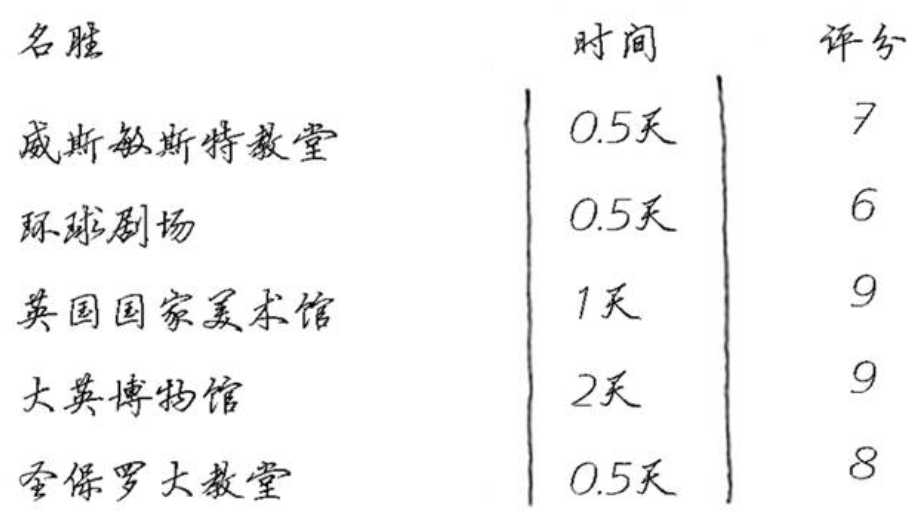 名胜 时间 评分
威斯敏斯特教堂 0.5天 7
环球剧场 0.5天 6
英国国家美术馆 1天 9
大英博物馆 2天 9
圣保罗大教堂 0.5天 8